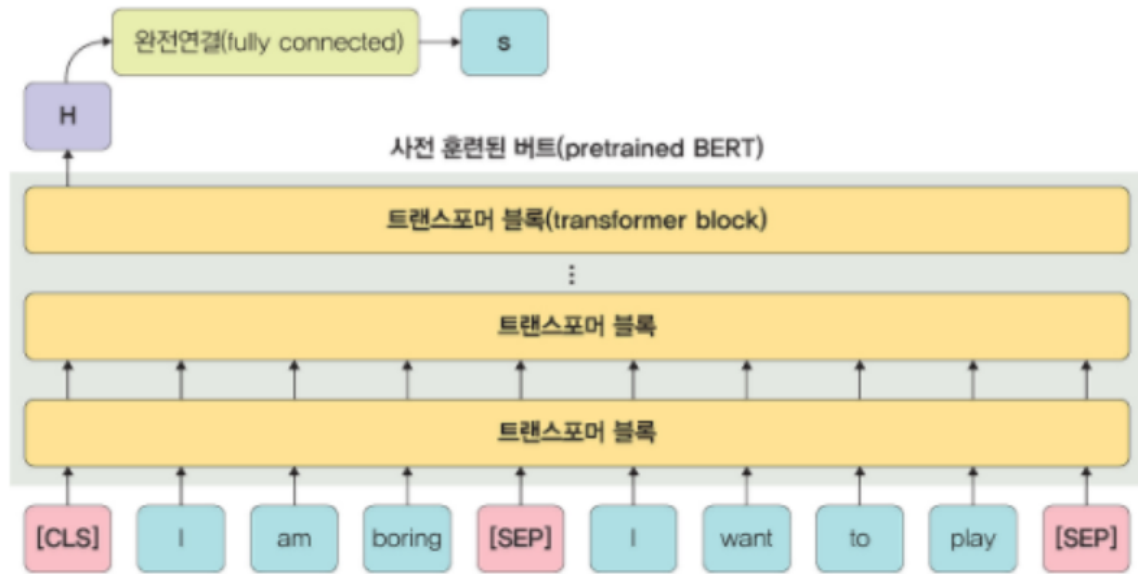 완전연결(fully connected)
s
H
사전 훈련된 버트(pretrained BERT)
트랜스포머 블록(transformer block)
⋮
트랜스포머 블록
트랜스포머 블록
[CLS] I am boring [SEP] I want to play [SEP]